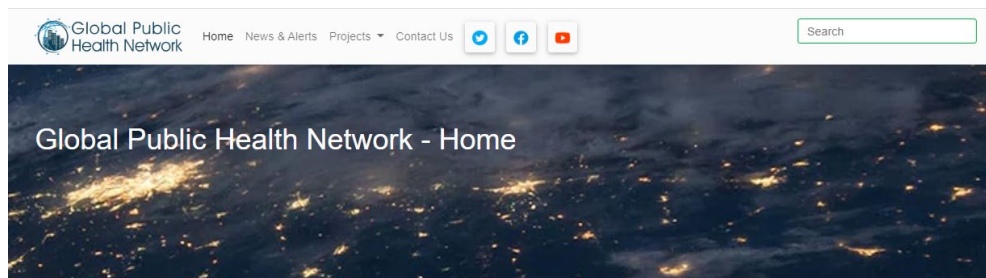 Global Public
Health Network
Home News & Alerts Projects Contact Us
Search
Global Public Health Network - Home